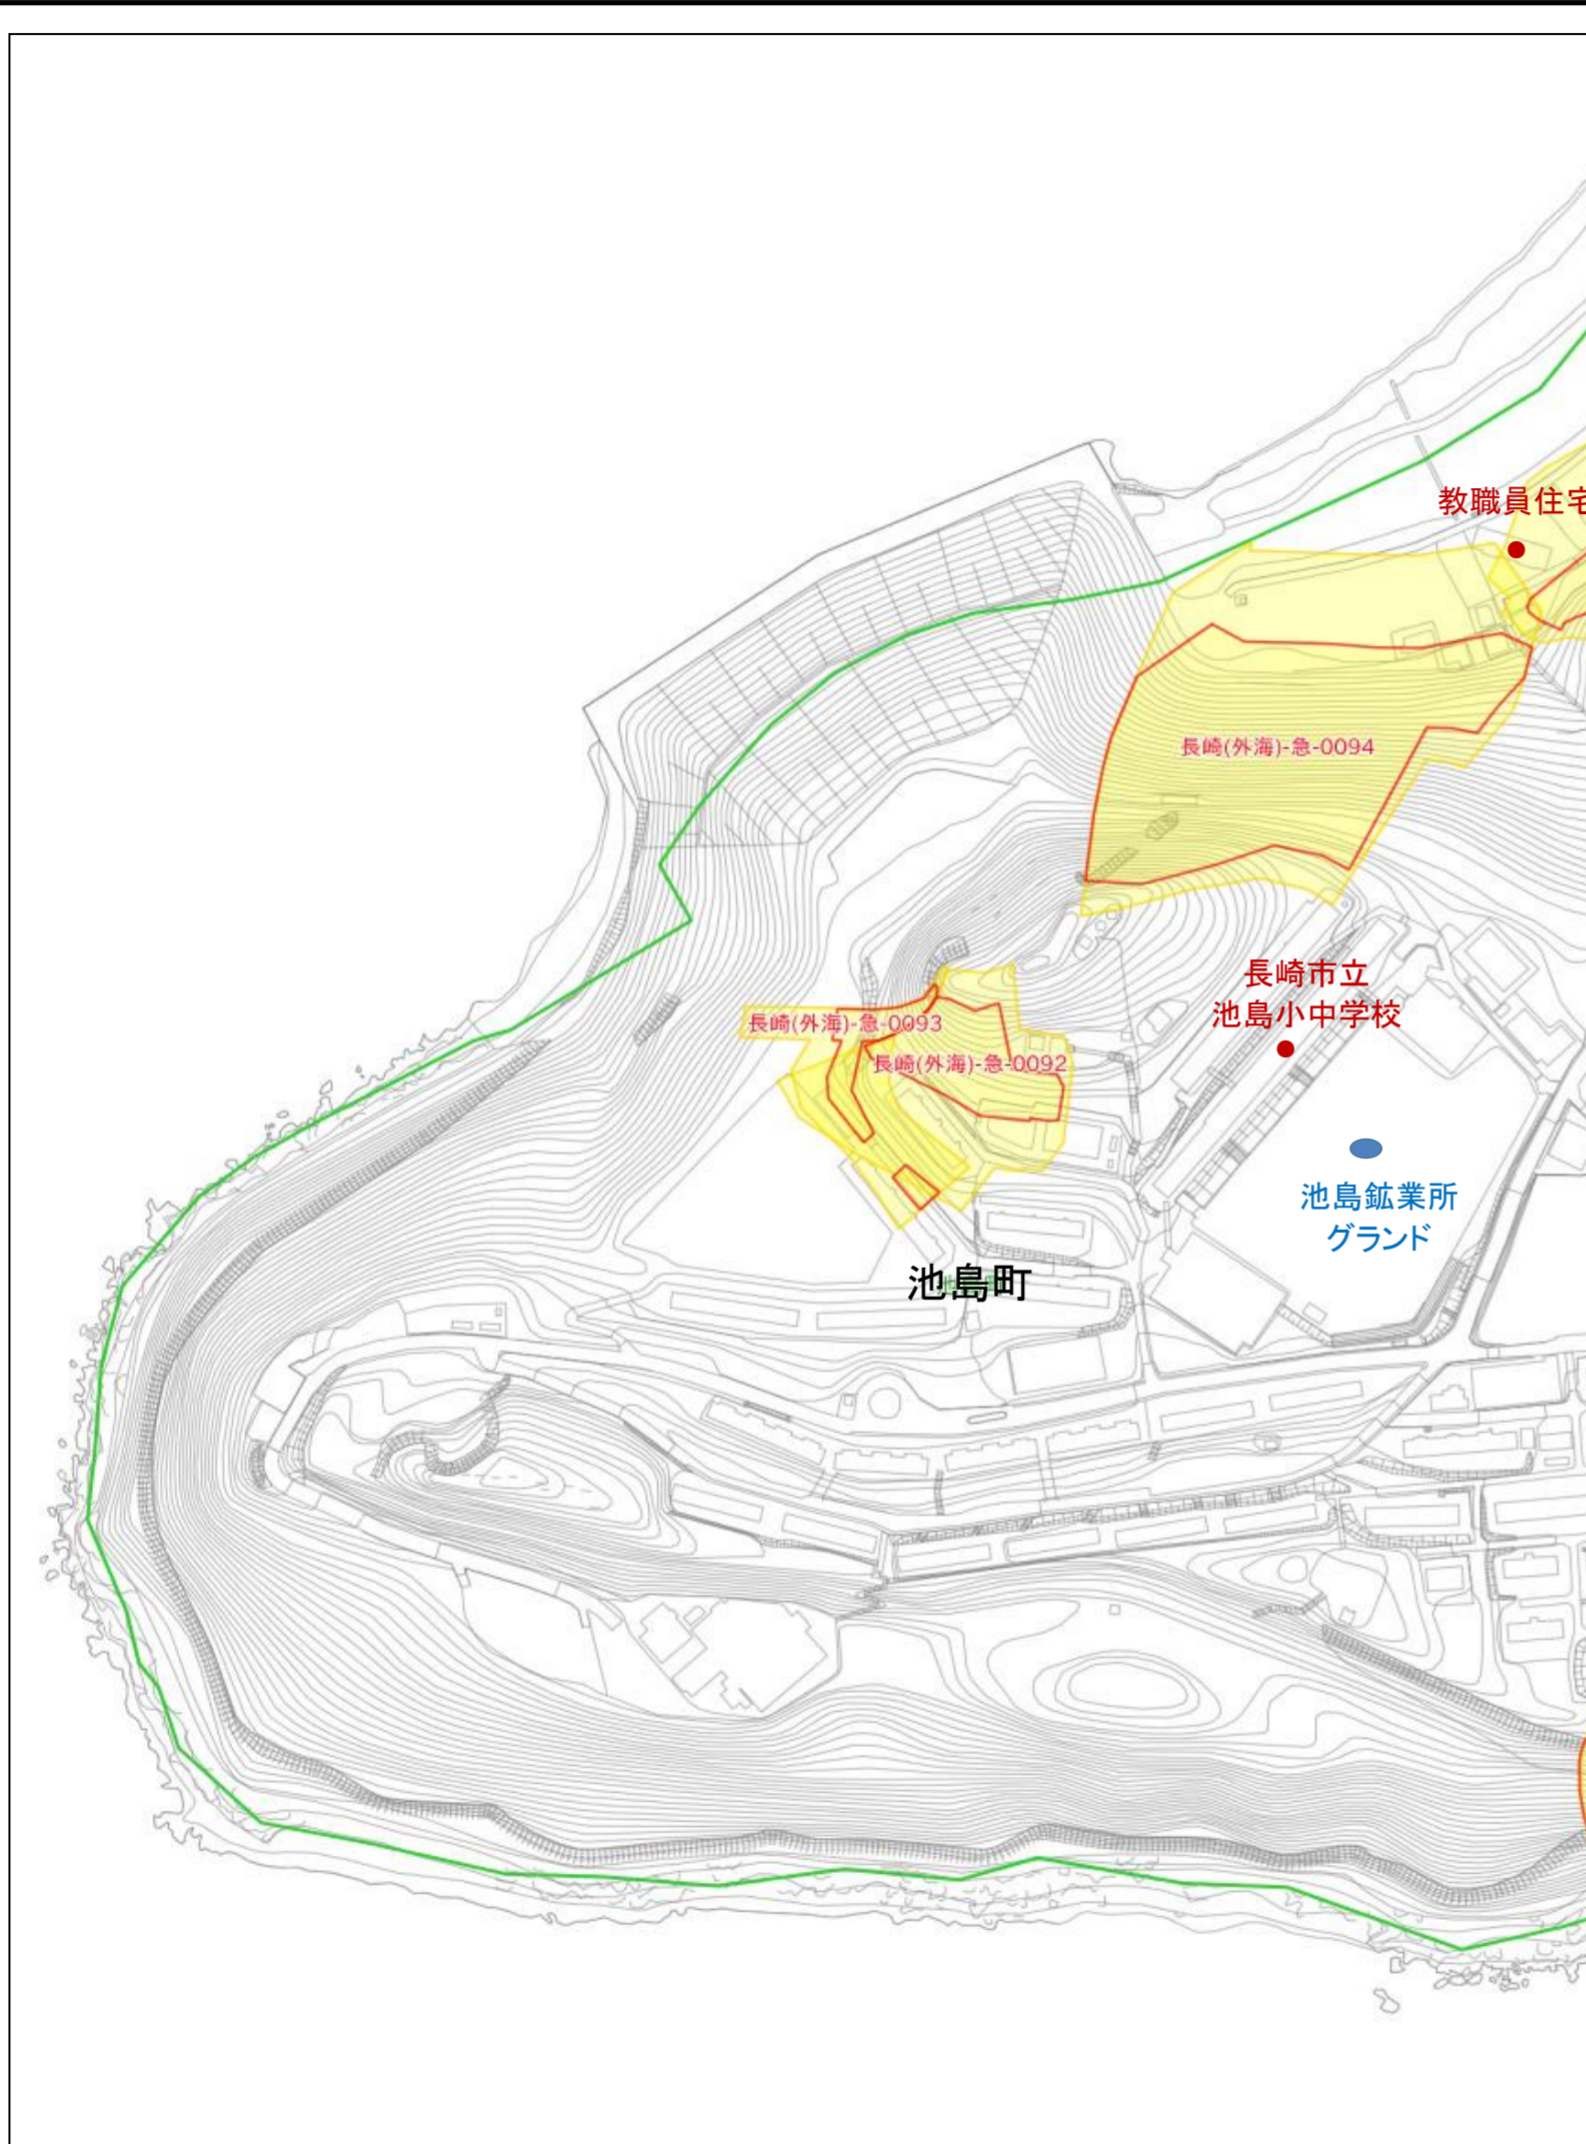 教職員住宅
長崎(外海)-急-0094
長崎市立
池島小中学校
長崎(外海)-急-0093
長崎(外海)-急-0092
池島鉱業所
グランド
池島町